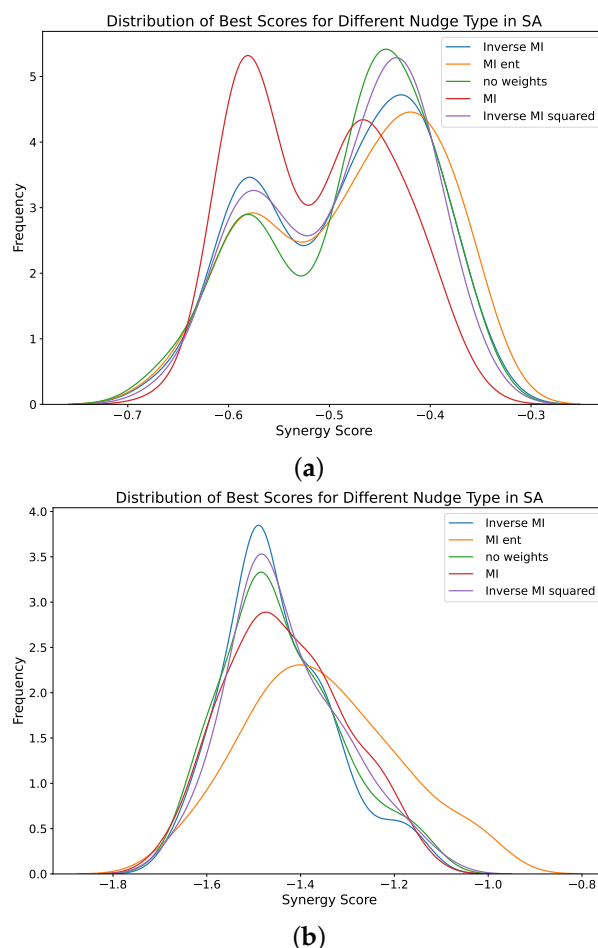 Distribution of Best Scores for Different Nudge Type in SA
Inverse MI
MI ent
no weights
MI
Inverse MI squared
Frequency
5
4
3
2
1
0
−0.7 −0.6 −0.5 −0.4 −0.3
Synergy Score
(a)
Distribution of Best Scores for Different Nudge Type in SA
Inverse MI
MI ent
no weights
MI
Inverse MI squared
Frequency
4.0
3.5
3.0
2.5
2.0
1.5
1.0
0.5
0.0
−1.8 −1.6 −1.4 −1.2 −1.0 −0.8
Synergy Score
(b)